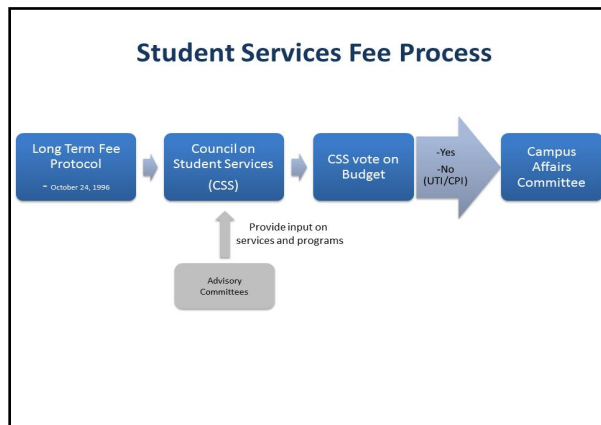 Student Services Fee Process
Long Term Fee
Protocol
- October 24, 1996
Council on
Student Services
(CSS)
CSS vote on
Budget
-Yes
-No
(UTI/CPI)
Campus
Affairs
Committee
Provide input on
services and programs
Advisory
Committees